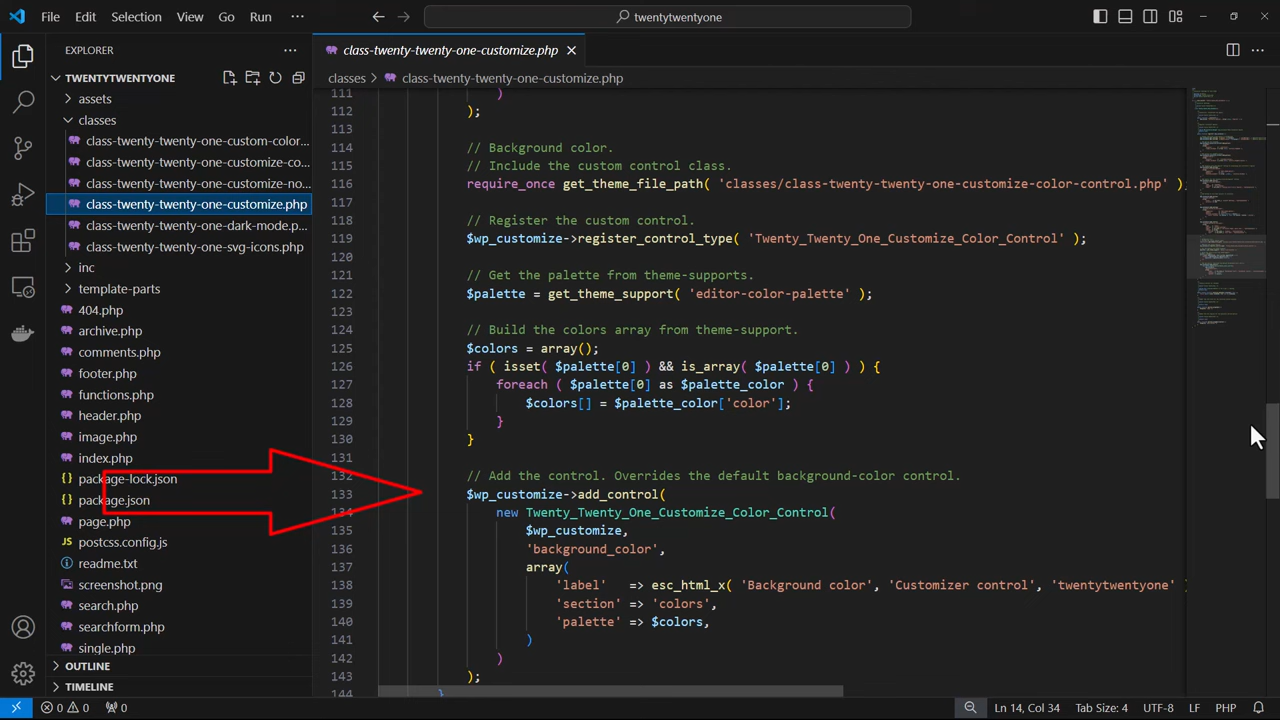 File Edit Selection View Go Run ···
twentytwentyone
EXPLORER
TWENTYTWENTYONE
assets
classes
class-twenty-twenty-one-custom-color...
class-twenty-twenty-one-customize-co...
class-twenty-twenty-one-customize-no...
class-twenty-twenty-one-customize.php
class-twenty-twenty-one-dark-mode.p...
class-twenty-twenty-one-svg-icons.php
inc
template-parts
404.php
archive.php
comments.php
footer.php
functions.php
header.php
image.php
index.php
package-lock.json
package.json
page.php
postcss.config.js
readme.txt
screenshot.png
search.php
searchform.php
single.php
OUTLINE
TIMELINE
class-twenty-twenty-one-customize.php
classes > class-twenty-twenty-one-customize.php
111 )
112 );
113
114 // Background color.
115 // Include the custom control class.
116 require_once get_theme_file_path( 'classes/class-twenty-twenty-one-customize-color-control.php' )
117
118 // Register the custom control.
119 $wp_customize->register_control_type( 'Twenty_Twenty_One_Customize_Color_Control' );
120
121 // Get the palette from theme-supports.
122 $palette = get_theme_support( 'editor-color-palette' );
123
124 // Build the colors array from theme-support.
125 $colors = array();
126 if ( isset( $palette[0] ) && is_array( $palette[0] ) ) {
127 foreach ( $palette[0] as $palette_color ) {
128 $colors[] = $palette_color['color'];
129 }
130 }
131
132 // Add the control. Overrides the default background-color control.
133 $wp_customize->add_control(
134 new Twenty_Twenty_One_Customize_Color_Control(
135 $wp_customize,
136 'background_color',
137 array(
138 'label' => esc_html_x( 'Background color', 'Customizer control', 'twentytwentyone'
139 'section' => 'colors',
140 'palette' => $colors,
141 )
142 )
143 );
144 }
0 0 0 Ln 14, Col 34 Tab Size: 4 UTF-8 LF PHP